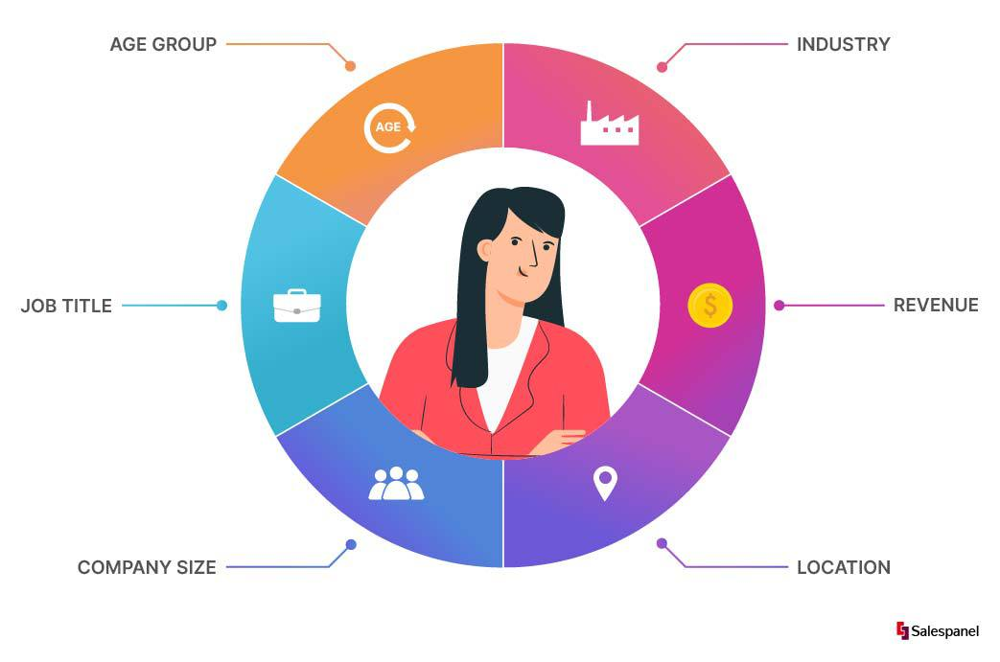 AGE GROUP
INDUSTRY
AGE
JOB TITLE
$
REVENUE
COMPANY SIZE
LOCATION
Salespanel